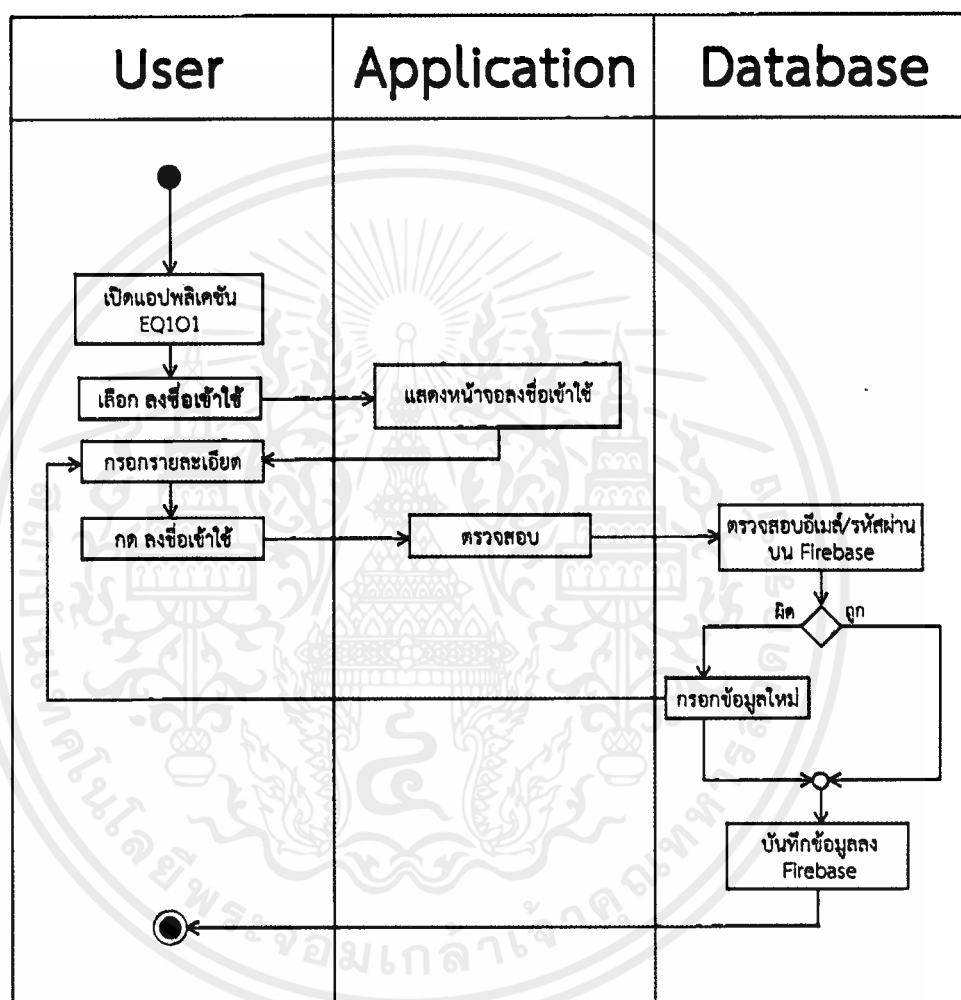 User
Application
Database
เปิดแอปพลิเคชัน
EQ1O1
เลือก ลงชื่อเข้าใช้
แสดงหน้าจอลงชื่อเข้าใช้
กรอกรายละเอียด
กด ลงชื่อเข้าใช้
ตรวจสอบ
ตรวจสอบอีเมล์/รหัสผ่าน
บน Firebase
ผิด
ถูก
กรอกข้อมูลใหม่
บันทึกข้อมูลลง
Firebase